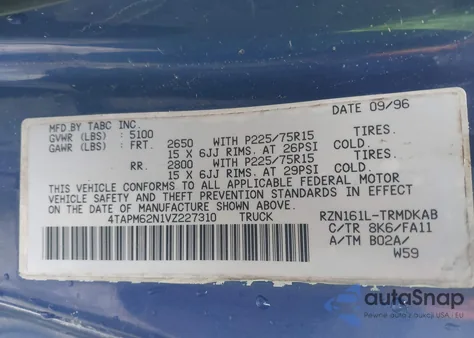 MFD.BY TABC INC. DATE 09/96
GVWR (LBS) : 5100
GAWR (LBS) : FRT. 2650 WITH P225/75R15 TIRES.
15 X 6JJ RIMS. AT 26PSI COLD.
RR. 2800 WITH P225/75R15 TIRES.
15 X 6JJ RIMS. AT 29PSI COLD.
THIS VEHICLE CONFORMS TO ALL APPLICABLE FEDERAL MOTOR
VEHICLE SAFETY AND THEFT PREVENTION STANDARDS IN EFFECT
ON THE DATE OF MANUFACTURE SHOWN ABOVE.
4TAPM62N1VZ227310 TRUCK RZN161L-TRMDKAB
C/TR 8K6/FA11
A/TM B02A/
W59
autoSnap